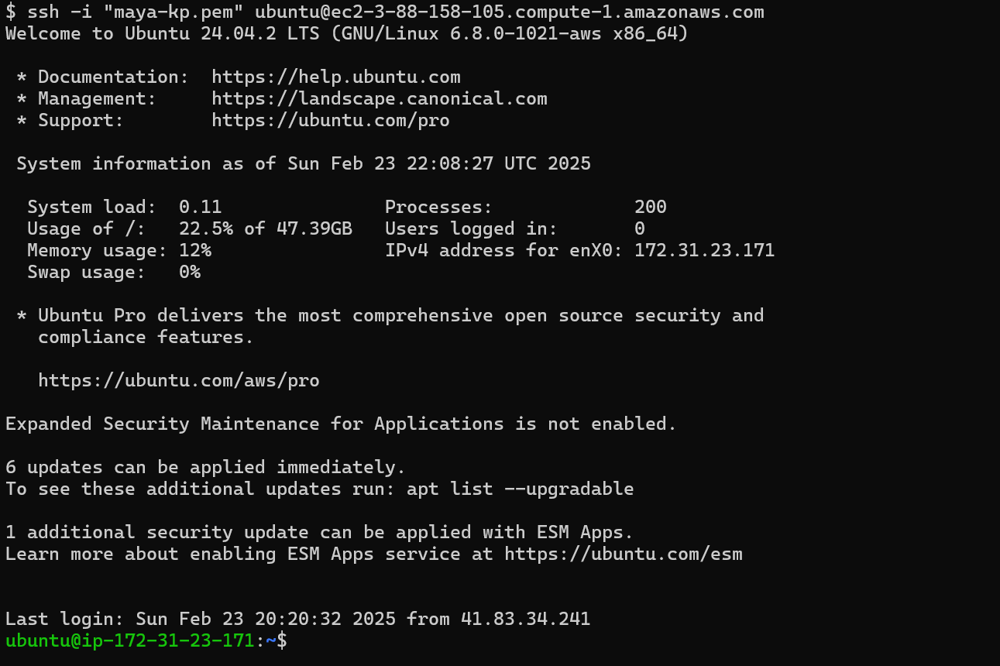 $ ssh -i "maya-kp.pem" ubuntu@ec2-3-88-158-105.compute-1.amazonaws.com
Welcome to Ubuntu 24.04.2 LTS (GNU/Linux 6.8.0-1021-aws x86_64)

 * Documentation:  https://help.ubuntu.com
 * Management:     https://landscape.canonical.com
 * Support:        https://ubuntu.com/pro

 System information as of Sun Feb 23 22:08:27 UTC 2025

  System load:  0.11               Processes:             200
  Usage of /:   22.5% of 47.39GB   Users logged in:       0
  Memory usage: 12%                IPv4 address for enX0: 172.31.23.171
  Swap usage:   0%

 * Ubuntu Pro delivers the most comprehensive open source security and
   compliance features.

   https://ubuntu.com/aws/pro

Expanded Security Maintenance for Applications is not enabled.

6 updates can be applied immediately.
To see these additional updates run: apt list --upgradable

1 additional security update can be applied with ESM Apps.
Learn more about enabling ESM Apps service at https://ubuntu.com/esm


Last login: Sun Feb 23 20:20:32 2025 from 41.83.34.241
ubuntu@ip-172-31-23-171:~$